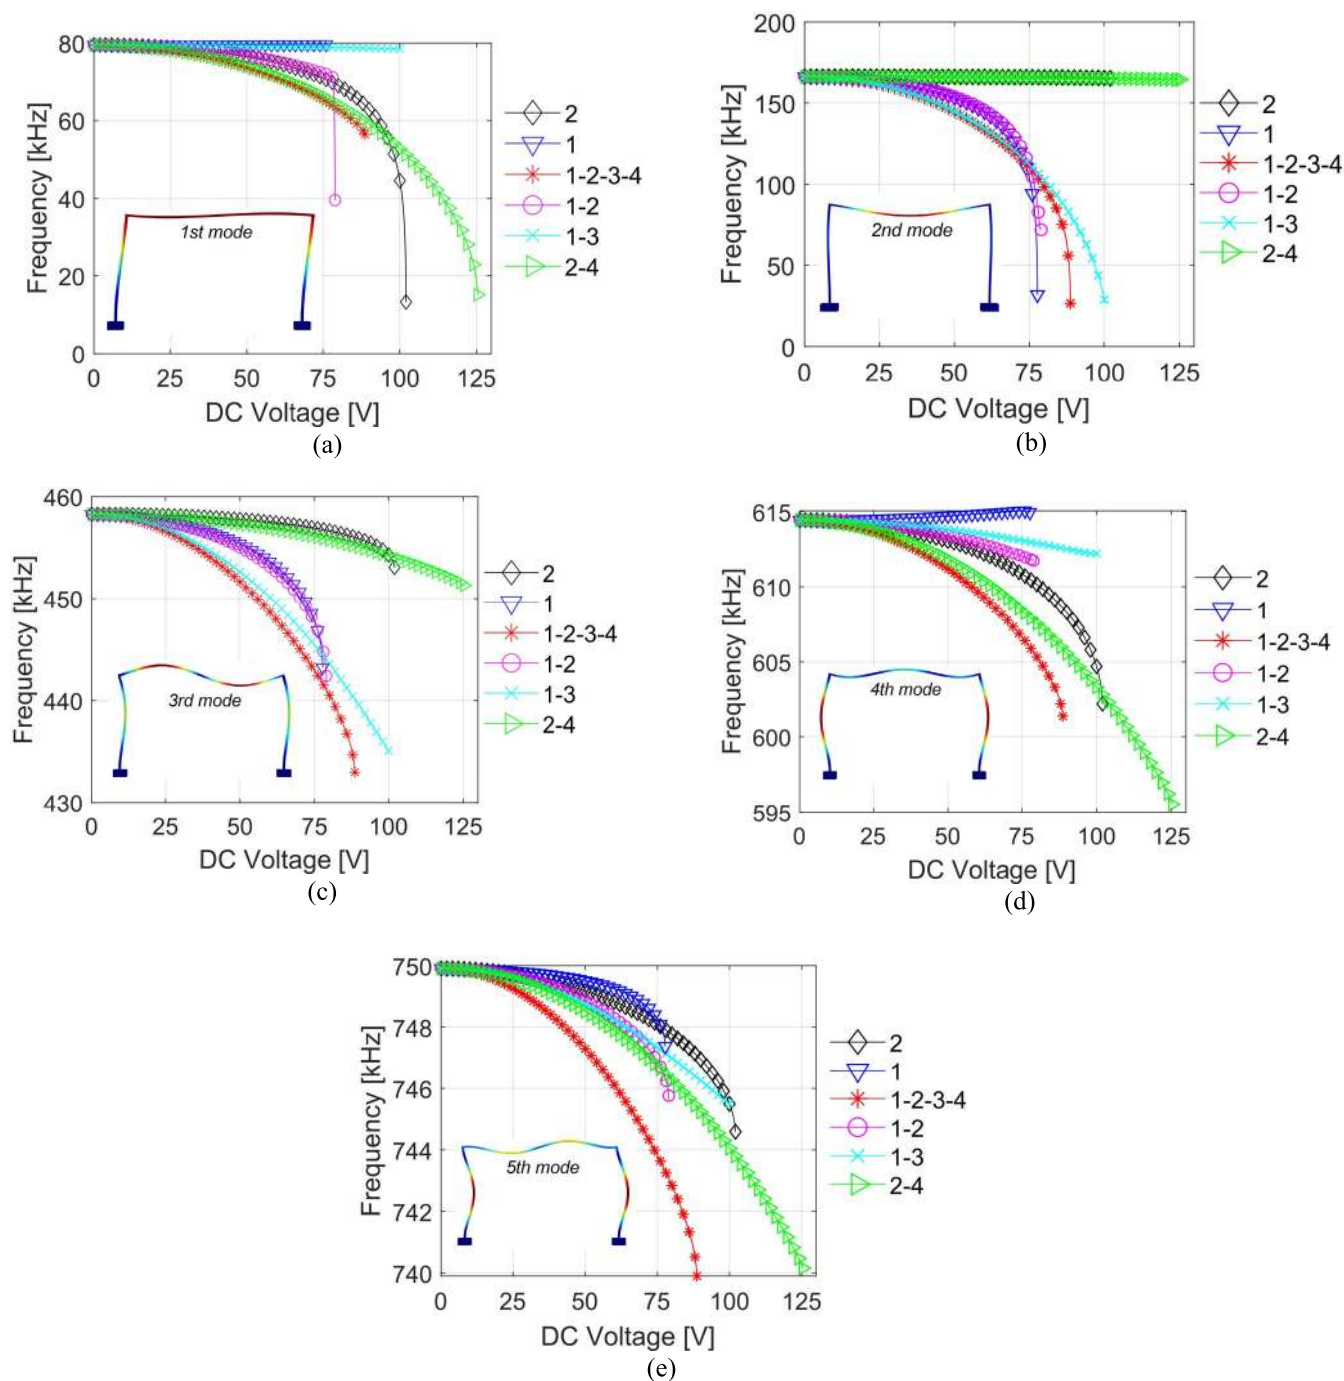 80
60
40
20
0
0 25 50 75 100 125
Frequency [kHz]
DC Voltage [V]
1st mode
2
1
1-2-3-4
1-2
1-3
2-4
(a)
200
150
100
50
0
0 25 50 75 100 125
Frequency [kHz]
DC Voltage [V]
2nd mode
2
1
1-2-3-4
1-2
1-3
2-4
(b)
460
450
440
430
0 25 50 75 100 125
Frequency [kHz]
DC Voltage [V]
3rd mode
2
1
1-2-3-4
1-2
1-3
2-4
(c)
615
610
605
600
595
0 25 50 75 100 125
Frequency [kHz]
DC Voltage [V]
4th mode
2
1
1-2-3-4
1-2
1-3
2-4
(d)
750
748
746
744
742
740
0 25 50 75 100 125
Frequency [kHz]
DC Voltage [V]
5th mode
2
1
1-2-3-4
1-2
1-3
2-4
(e)